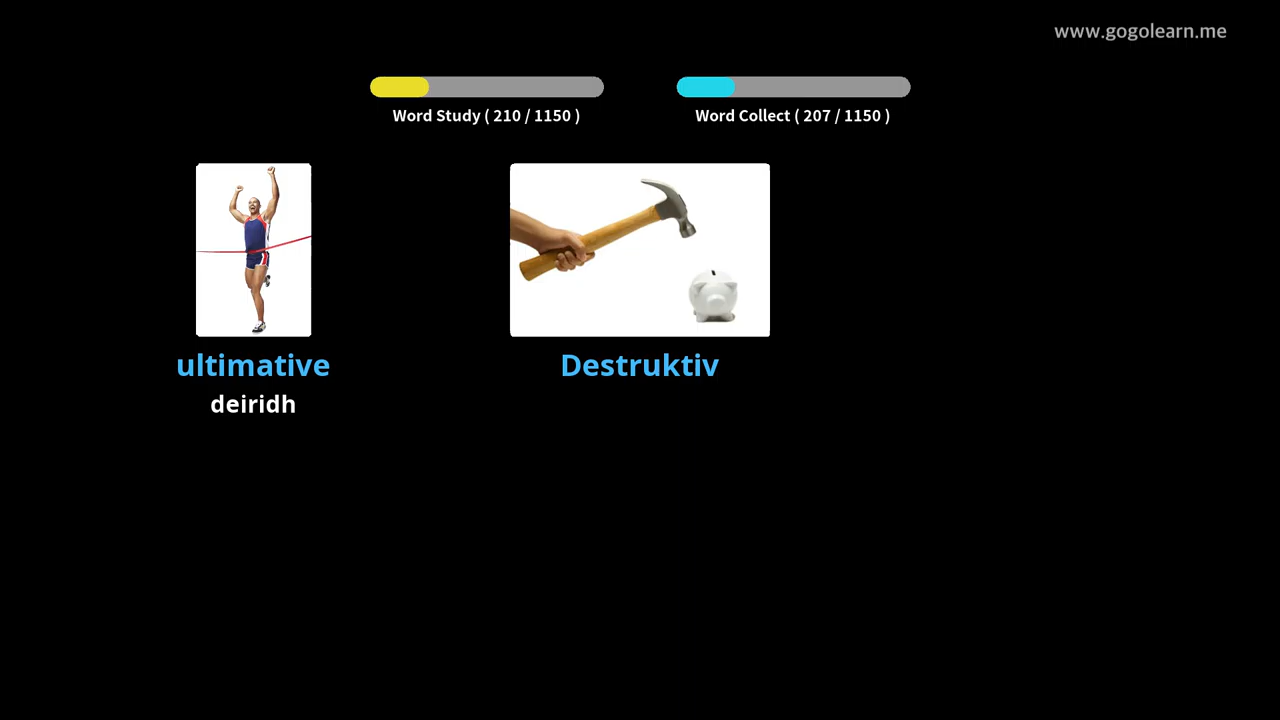 www.gogolearn.me
Word Study ( 210 / 1150 )
Word Collect ( 207 / 1150 )
ultimative
deiridh
Destruktiv